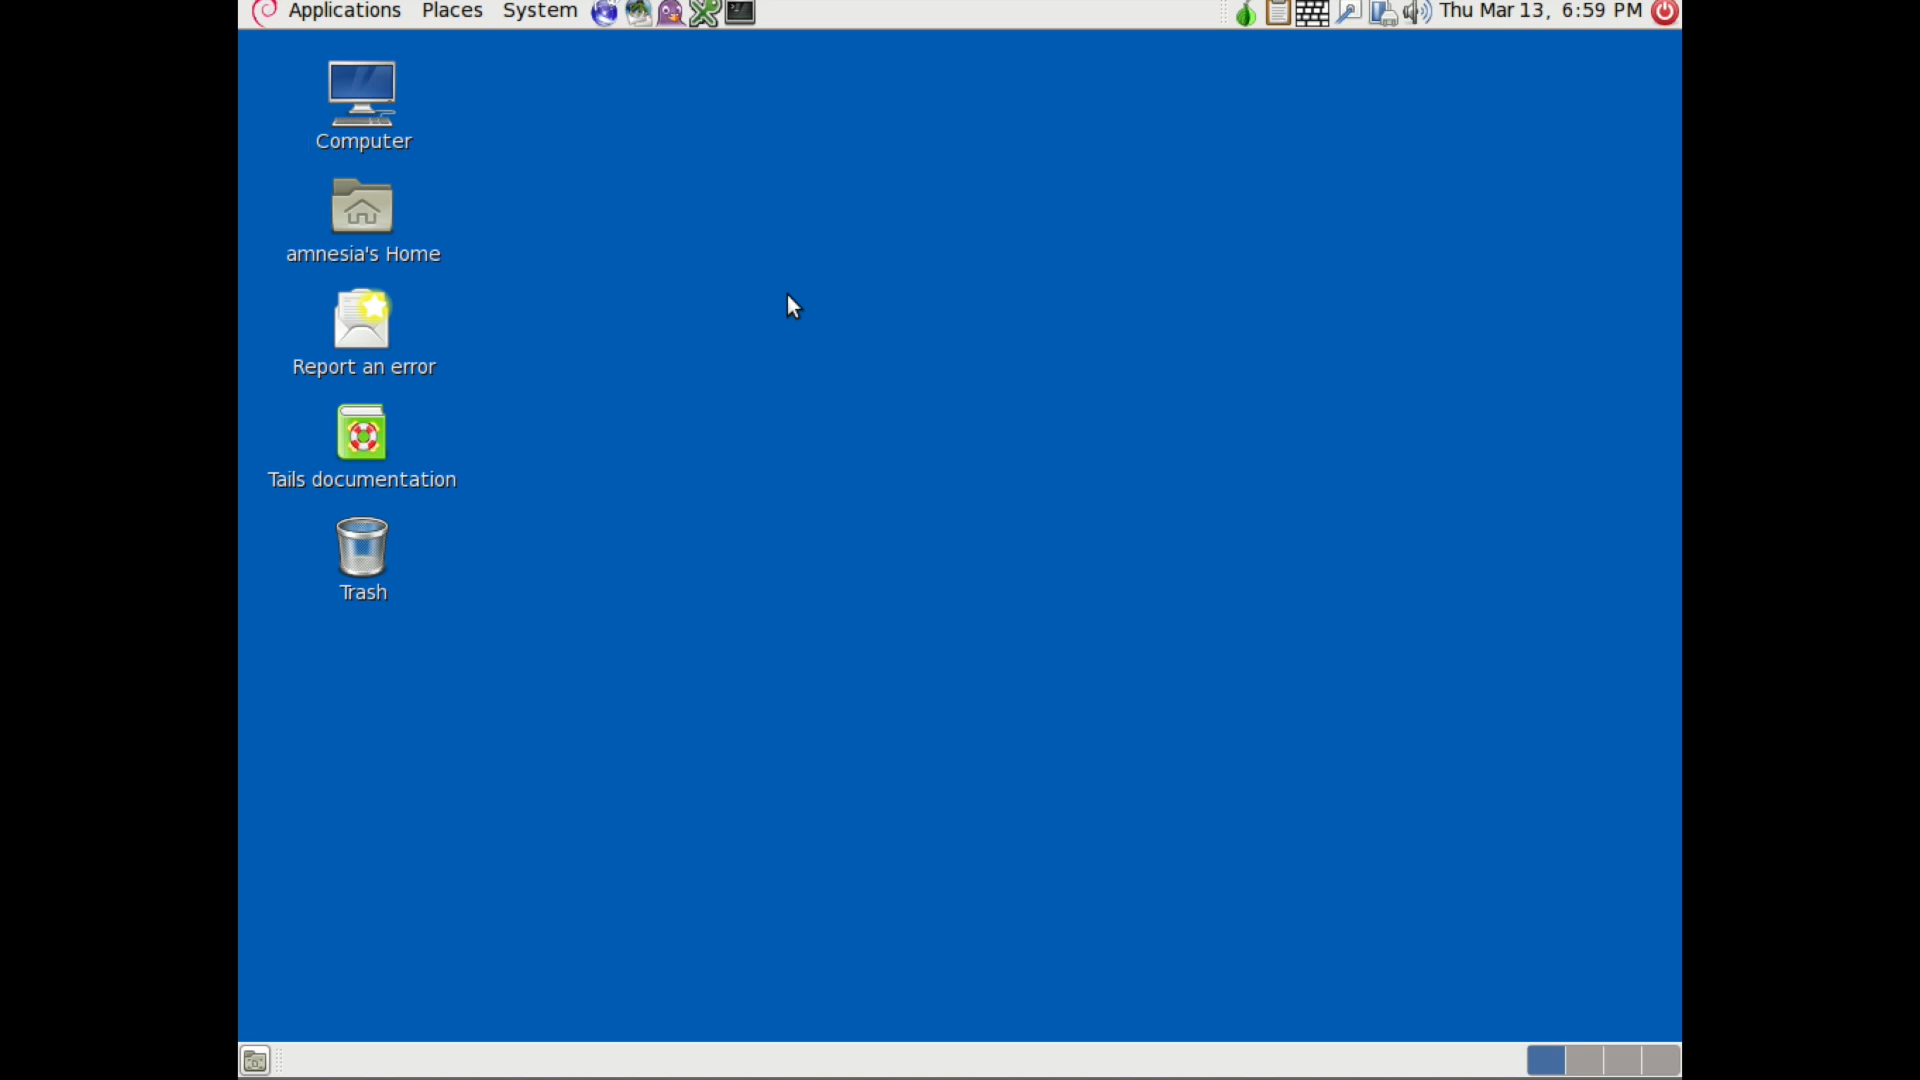 Applications Places System Thu Mar 13, 6:59 PM
Computer
amnesia's Home
Report an error
Tails documentation
Trash